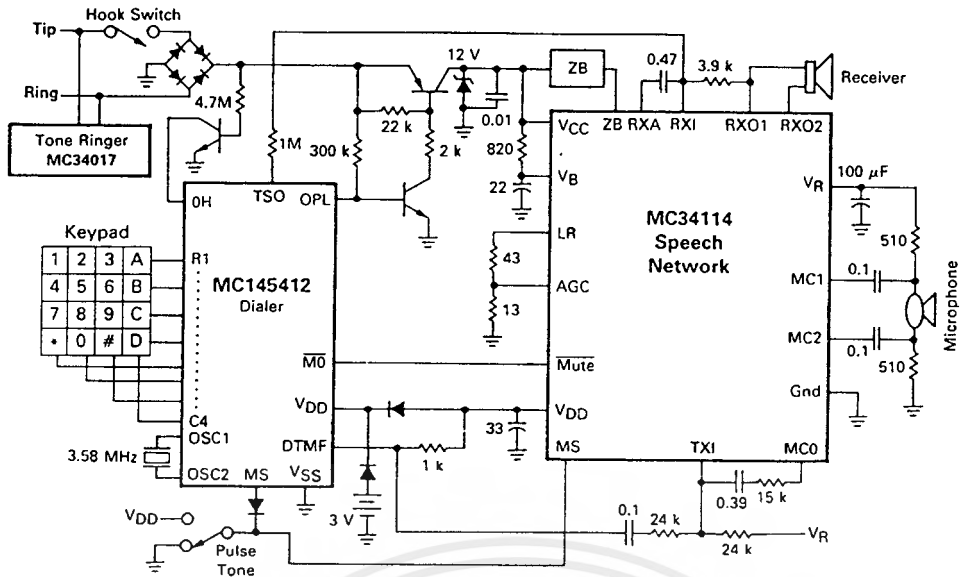 Hook Switch
Tip
Ring
Tone Ringer
MC34017
4.7M
1M
300 k
22 k
2 k
12 V
0.01
ZB
0.47
3.9 k
Receiver
820
22
VCC
ZB
RXA
RXI
RXO1
RXO2
VB
VR
100 µF
510
MC34114
Speech
Network
LR
43
AGC
13
MC1
0.1
MC2
0.1
510
Microphone
TSO
OPL
OH
Keypad
1 2 3 A
4 5 6 B
7 8 9 C
* 0 # D
R1
MC145412
Dialer
M0
Mute
Gnd
VDD
VDD
33
C4
OSC1
DTMF
1 k
MS
TXI
MC0
3.58 MHz
OSC2
MS
VSS
3 V
0.39
15 k
VDD
Pulse
Tone
0.1
24 k
24 k
VR